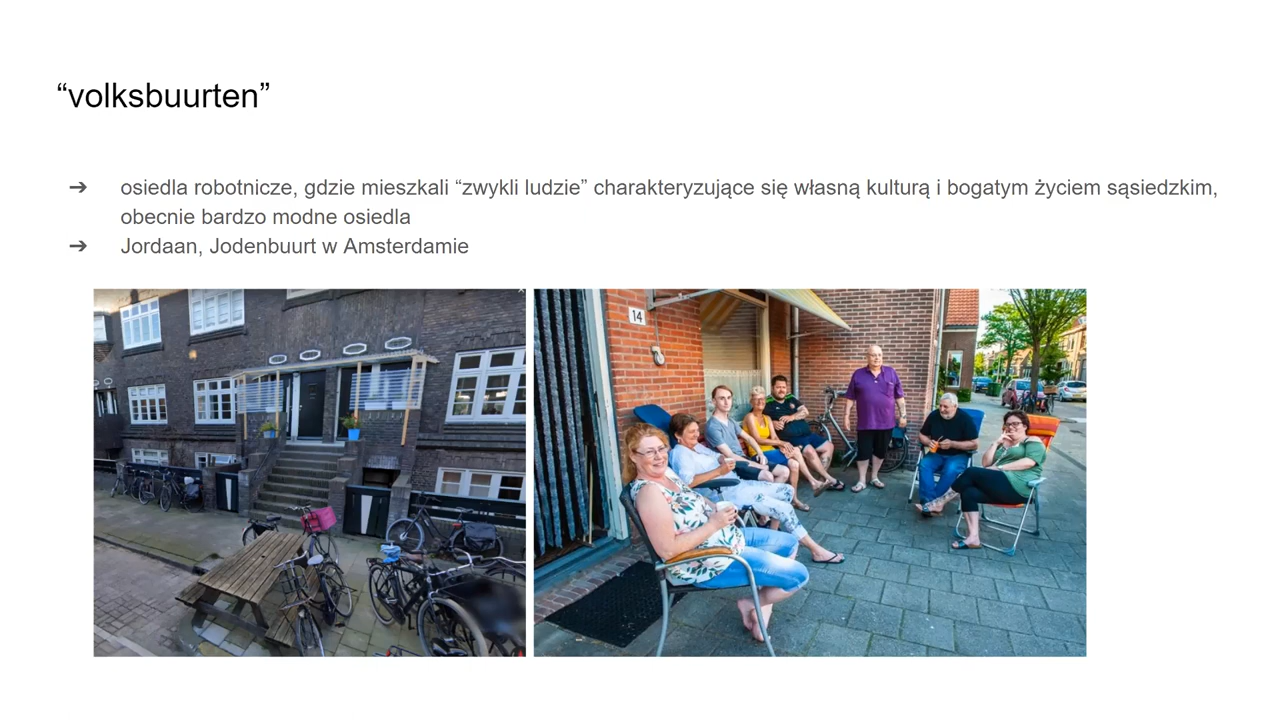 “volksbuurten”
➔ osiedla robotnicze, gdzie mieszkali “zwykli ludzie” charakteryzujące się własną kulturą i bogatym życiem sąsiedzkim,
obecnie bardzo modne osiedla
➔ Jordaan, Jodenbuurt w Amsterdamie
14